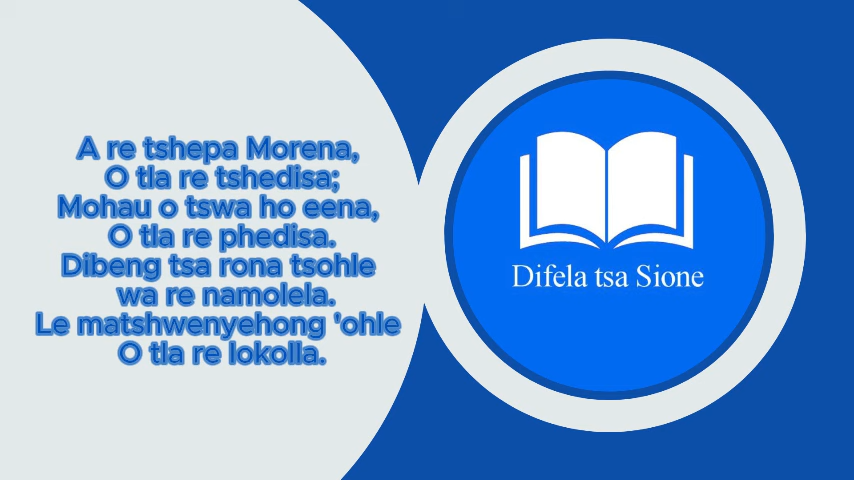 A re tshepa Morena,
O tla re tshedisa;
Mohau o tswa ho eena,
O tla re phedisa.
Dibeng tsa rona tsohle
wa re namolela.
Le matshwenyehong 'ohle
O tla re lokolla.
Difela tsa Sione